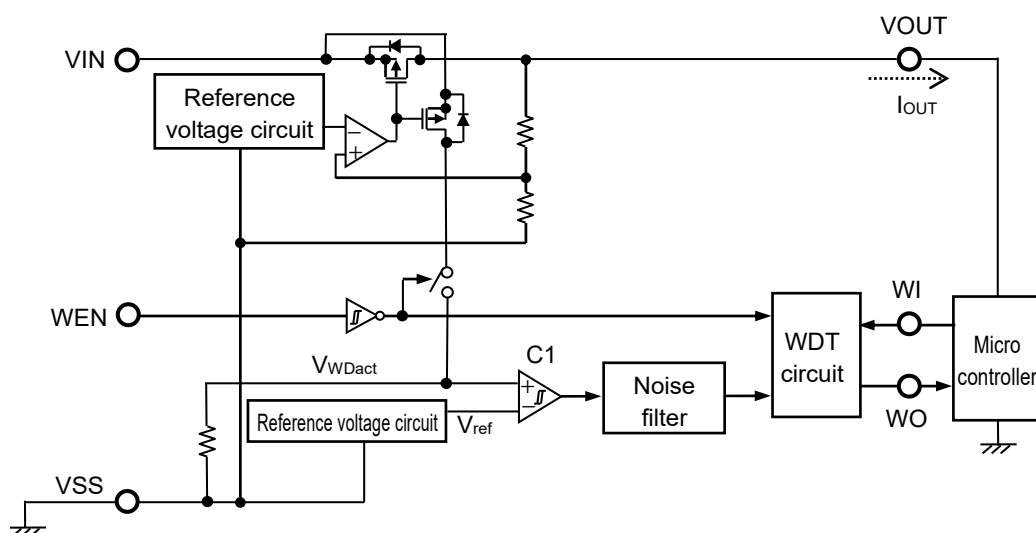 VIN
VOUT
IOUT
Reference
voltage circuit
−
+
WEN
WI
WDT
circuit
Micro
controller
WO
C1
VWDact
+
−
Noise
filter
Reference voltage circuit
Vref
VSS